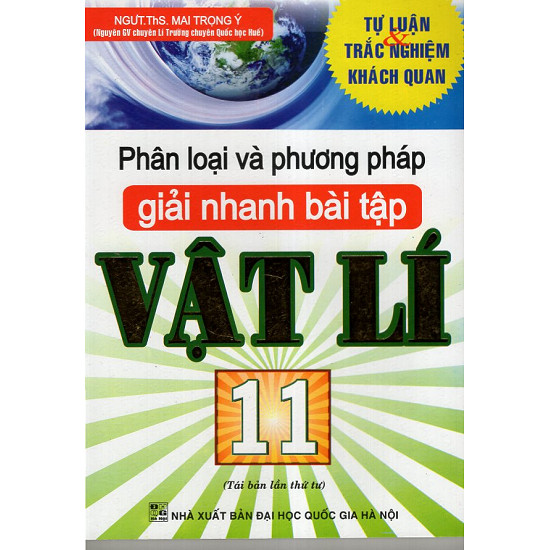 NGƯT.ThS. MAI TRỌNG Ý
(Nguyên GV chuyên Lí Trường chuyên Quốc học Huế)
TỰ LUẬN
&
TRẮC NGHIỆM
KHÁCH QUAN
Phân loại và phương pháp
giải nhanh bài tập
VẬT LÍ
11
(Tái bản lần thứ tư)
HÀ NỘI
NHÀ XUẤT BẢN ĐẠI HỌC QUỐC GIA HÀ NỘI